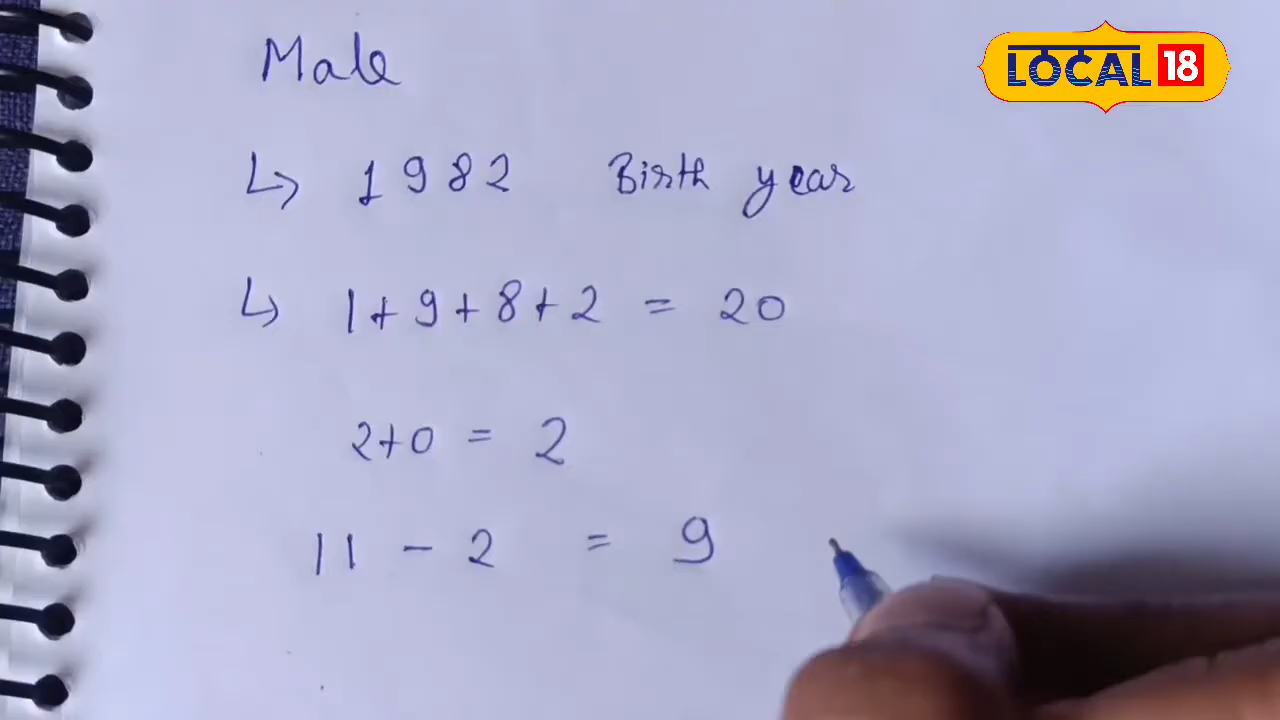 LOCAL 18
Male
↳ 1982 Birth year
↳ 1+9+8+2 = 20
2+0 = 2
11 - 2 = 9